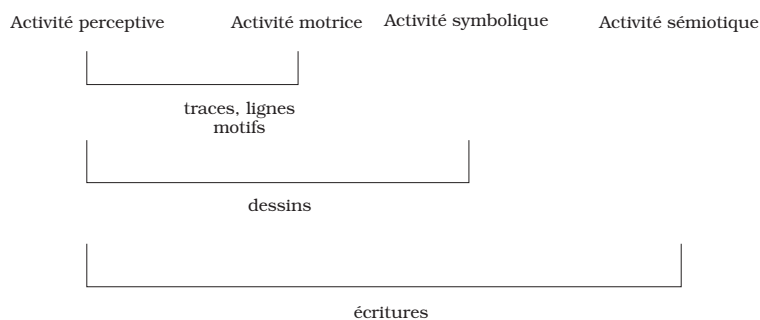 Activité perceptive Activité motrice Activité symbolique Activité sémiotique
traces, lignes
motifs
dessins
écritures